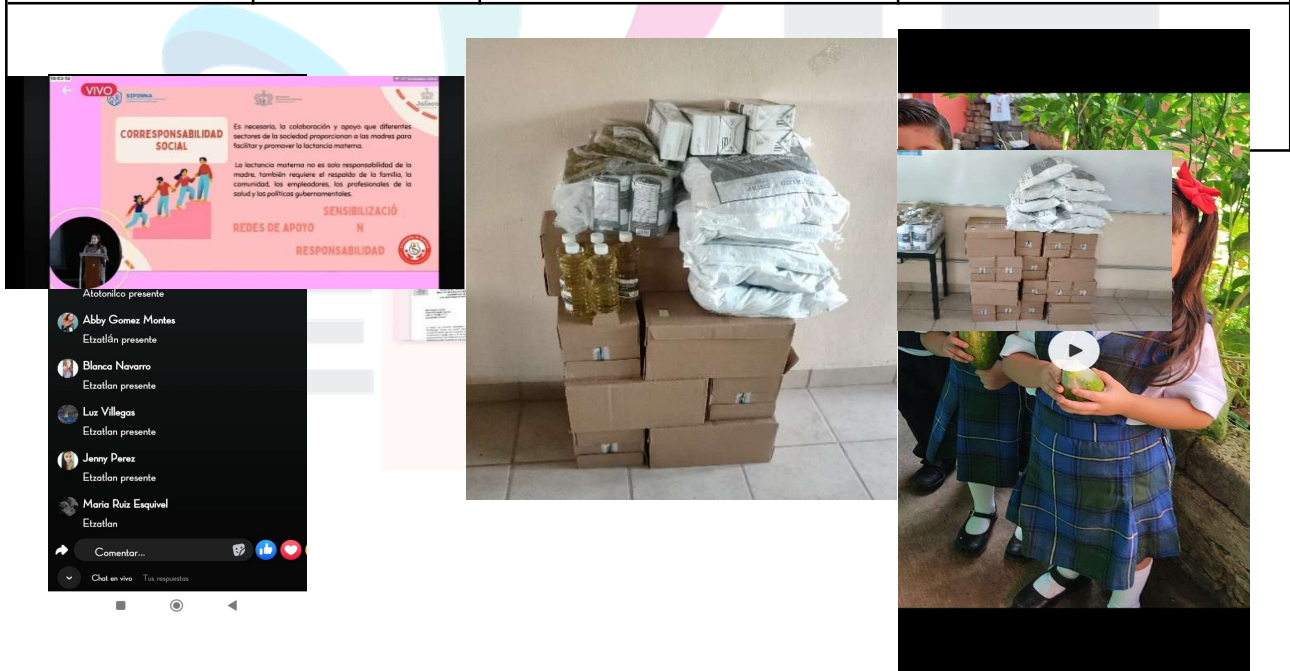 VIVO
SIPINNA
Jalisco
CORRESPONSABILIDAD
SOCIAL
Es necesaria, la colaboración y apoyo que diferentes
sectores de la sociedad proporcionan a las madres para
facilitar y promover la lactancia materna.
La lactancia materna no es solo responsabilidad de la
madre, también requiere el respaldo de la familia, la
comunidad, los empleadores, los profesionales de la
salud y las políticas gubernamentales.
SENSIBILIZACIÓ
REDES DE APOYO N
RESPONSABILIDAD
Atotonilco presente
Abby Gomez Montes
Etzatlán presente
Blanca Navarro
Etzatlan presente
Luz Villegas
Etzatlan presente
Jenny Perez
Etzatlan presente
Maria Ruiz Esquivel
Etzatlan
Comentar...
Chat en vivo Tus respuestas